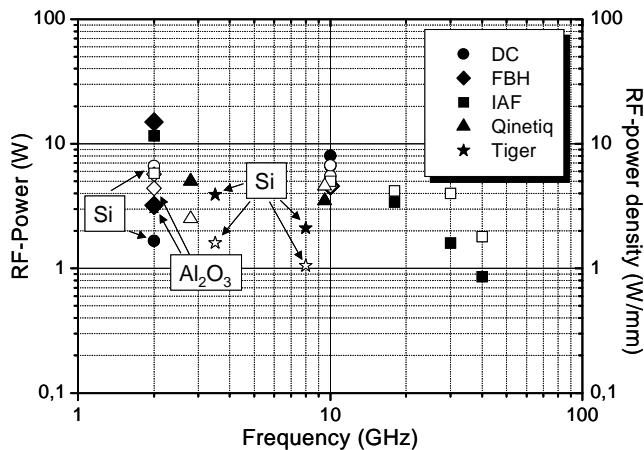 100
10
1
0,1
RF-Power (W)
1
10
100
Frequency (GHz)
100
10
1
0,1
RF-power density (W/mm)
DC
FBH
IAF
Qinetiq
Tiger
Si
Si
Al₂O₃